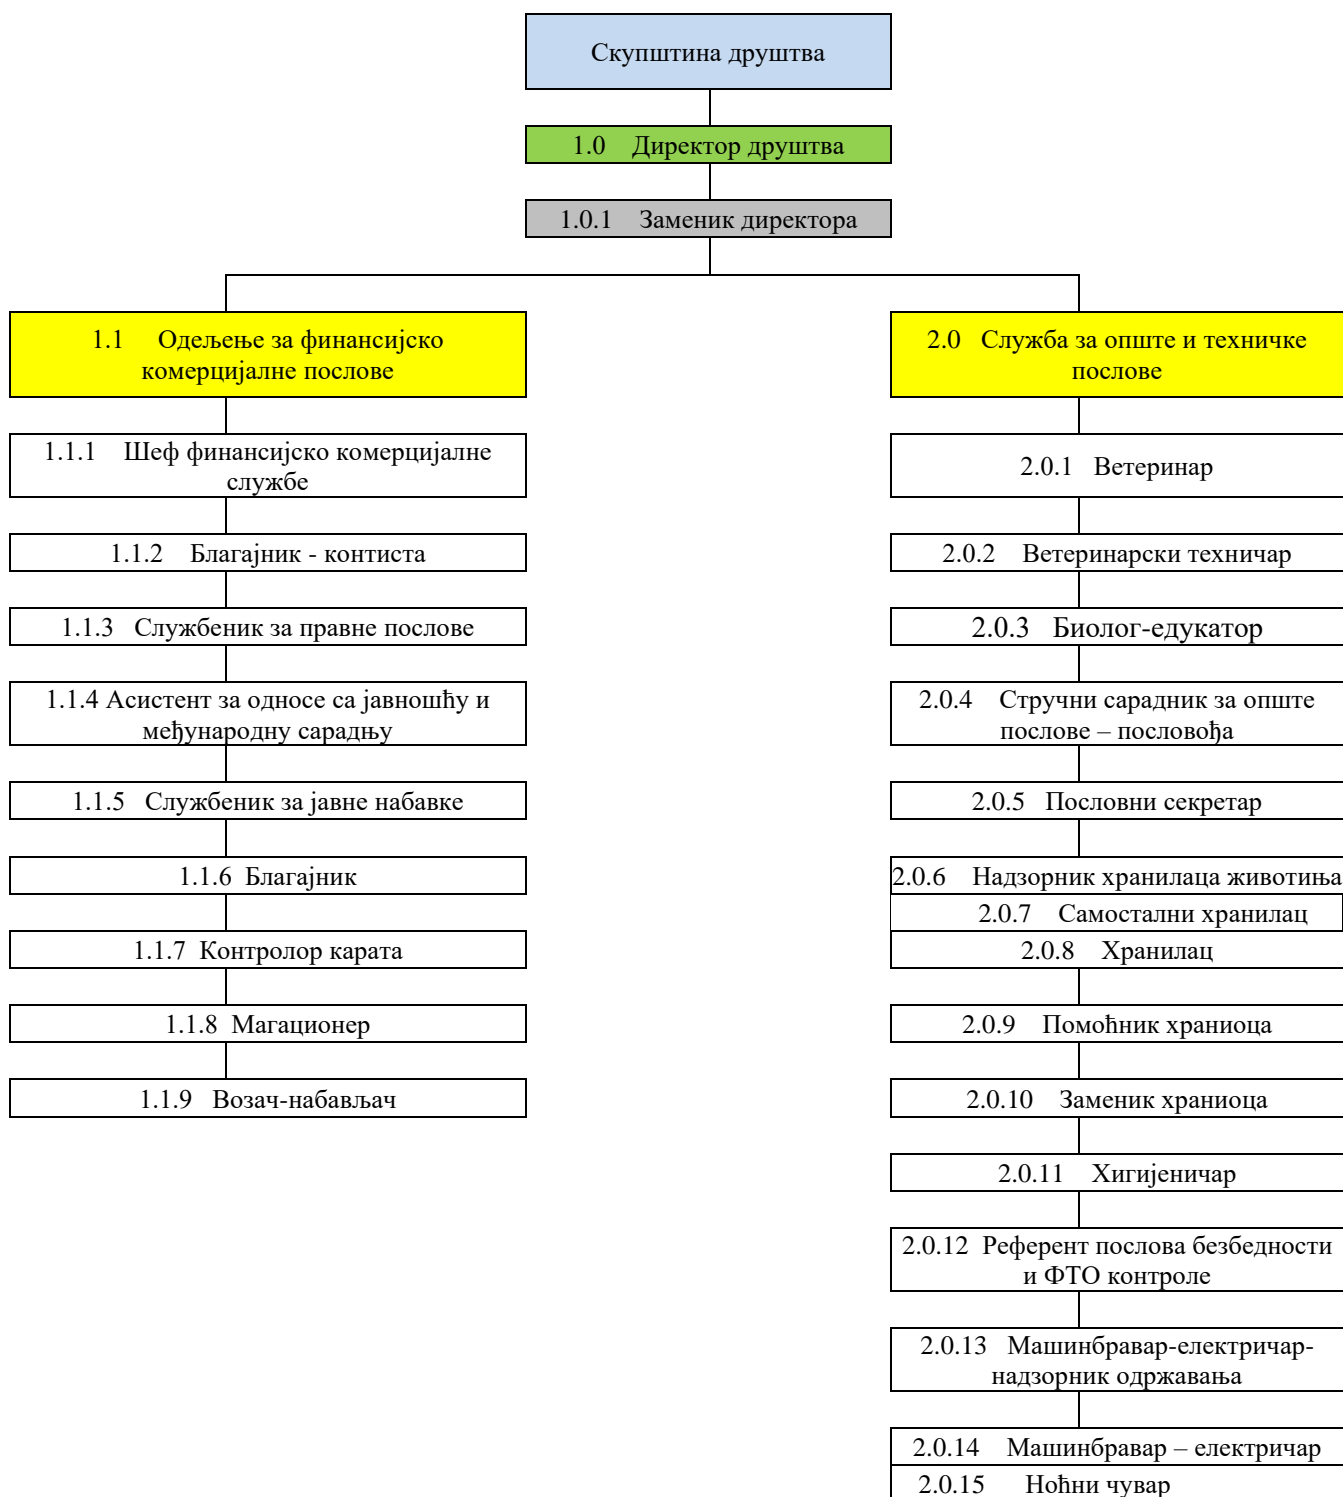 Скупштина друштва
1.0 Директор друштва
1.0.1 Заменик директора
1.1 Одељење за финансијско
комерцијалне послове
1.1.1 Шеф финансијско комерцијалне
службе
1.1.2 Благајник - контиста
1.1.3 Службеник за правне послове
1.1.4 Асистент за односе са јавношћу и
међународну сарадњу
1.1.5 Службеник за јавне набавке
1.1.6 Благајник
1.1.7 Контролор карата
1.1.8 Магационер
1.1.9 Возач-набављач
2.0 Служба за опште и техничке
послове
2.0.1 Ветеринар
2.0.2 Ветеринарски техничар
2.0.3 Биолог-едукатор
2.0.4 Стручни сарадник за опште
послове – пословођа
2.0.5 Пословни секретар
2.0.6 Надзорник хранилаца животиња
2.0.7 Самостални хранилац
2.0.8 Хранилац
2.0.9 Помоћник храниоца
2.0.10 Заменик храниоца
2.0.11 Хигијеничар
2.0.12 Референт послова безбедности
и ФТО контроле
2.0.13 Машинбравар-електричар-
надзорник одржавања
2.0.14 Машинбравар – електричар
2.0.15 Ноћни чувар